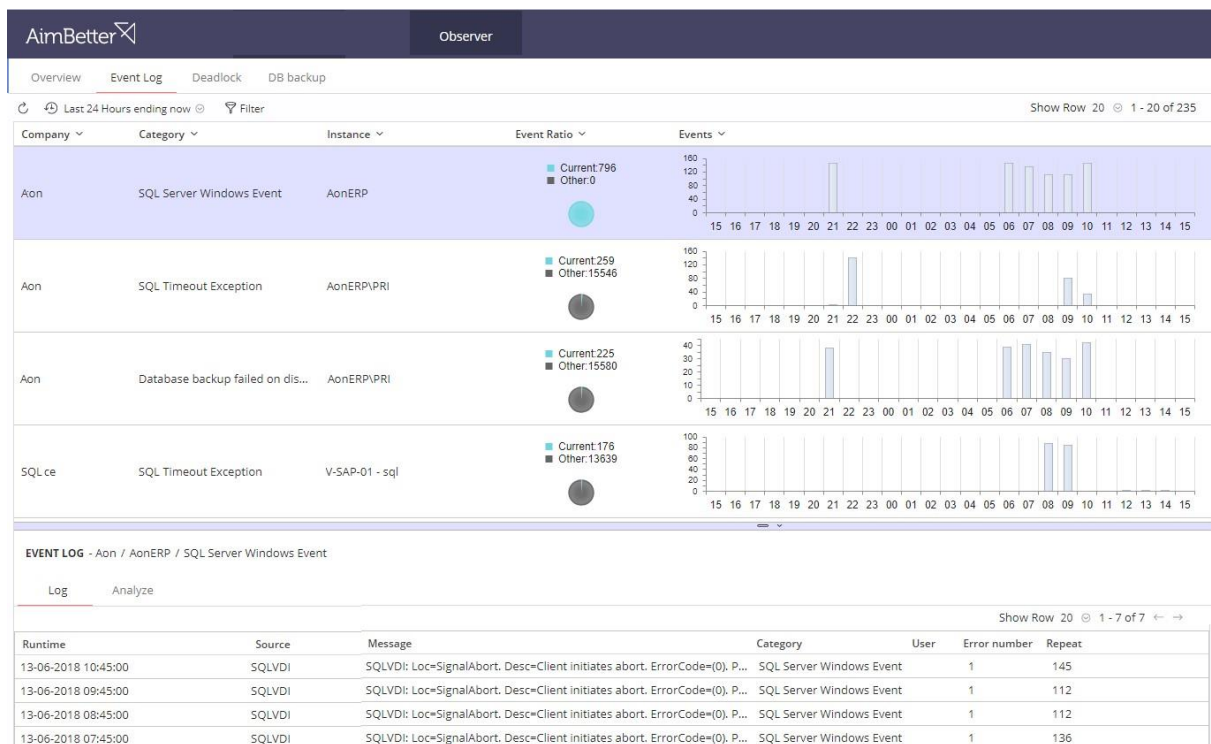 AimBetter
Observer
Overview Event Log Deadlock DB backup
Last 24 Hours ending now Filter Show Row 20 1 - 20 of 235
Company Category Instance Event Ratio Events
Aon SQL Server Windows Event AonERP
Current:796
Other:0
160
120
80
40
0
15 16 17 18 19 20 21 22 23 00 01 02 03 04 05 06 07 08 09 10 11 12 13 14 15
Aon SQL Timeout Exception AonERP\PRI
Current:259
Other:15546
160
120
80
40
0
15 16 17 18 19 20 21 22 23 00 01 02 03 04 05 06 07 08 09 10 11 12 13 14 15
Aon Database backup failed on dis... AonERP\PRI
Current:225
Other:15580
40
30
20
10
0
15 16 17 18 19 20 21 22 23 00 01 02 03 04 05 06 07 08 09 10 11 12 13 14 15
SQL ce SQL Timeout Exception V-SAP-01 - sql
Current:176
Other:13639
100
80
60
40
20
0
15 16 17 18 19 20 21 22 23 00 01 02 03 04 05 06 07 08 09 10 11 12 13 14 15
EVENT LOG - Aon / AonERP / SQL Server Windows Event
Log Analyze
Show Row 20 1 - 7 of 7 ← →
Runtime Source Message Category User Error number Repeat
13-06-2018 10:45:00 SQLVDI SQLVDI: Loc=SignalAbort. Desc=Client initiates abort. ErrorCode=(0). P... SQL Server Windows Event 1 145
13-06-2018 09:45:00 SQLVDI SQLVDI: Loc=SignalAbort. Desc=Client initiates abort. ErrorCode=(0). P... SQL Server Windows Event 1 112
13-06-2018 08:45:00 SQLVDI SQLVDI: Loc=SignalAbort. Desc=Client initiates abort. ErrorCode=(0). P... SQL Server Windows Event 1 112
13-06-2018 07:45:00 SQLVDI SQLVDI: Loc=SignalAbort. Desc=Client initiates abort. ErrorCode=(0). P... SQL Server Windows Event 1 136